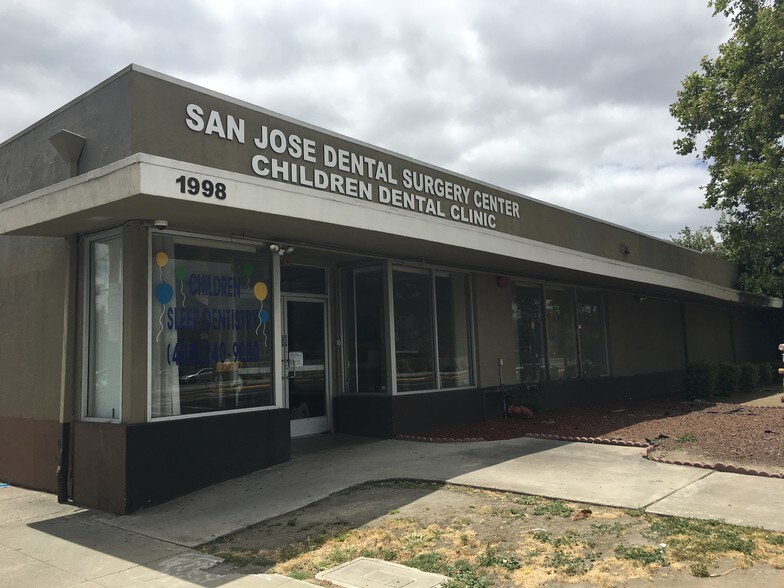 SAN JOSE DENTAL SURGERY CENTER
CHILDREN DENTAL CLINIC
1998
CHILDREN
SLEEP DENTISTRY